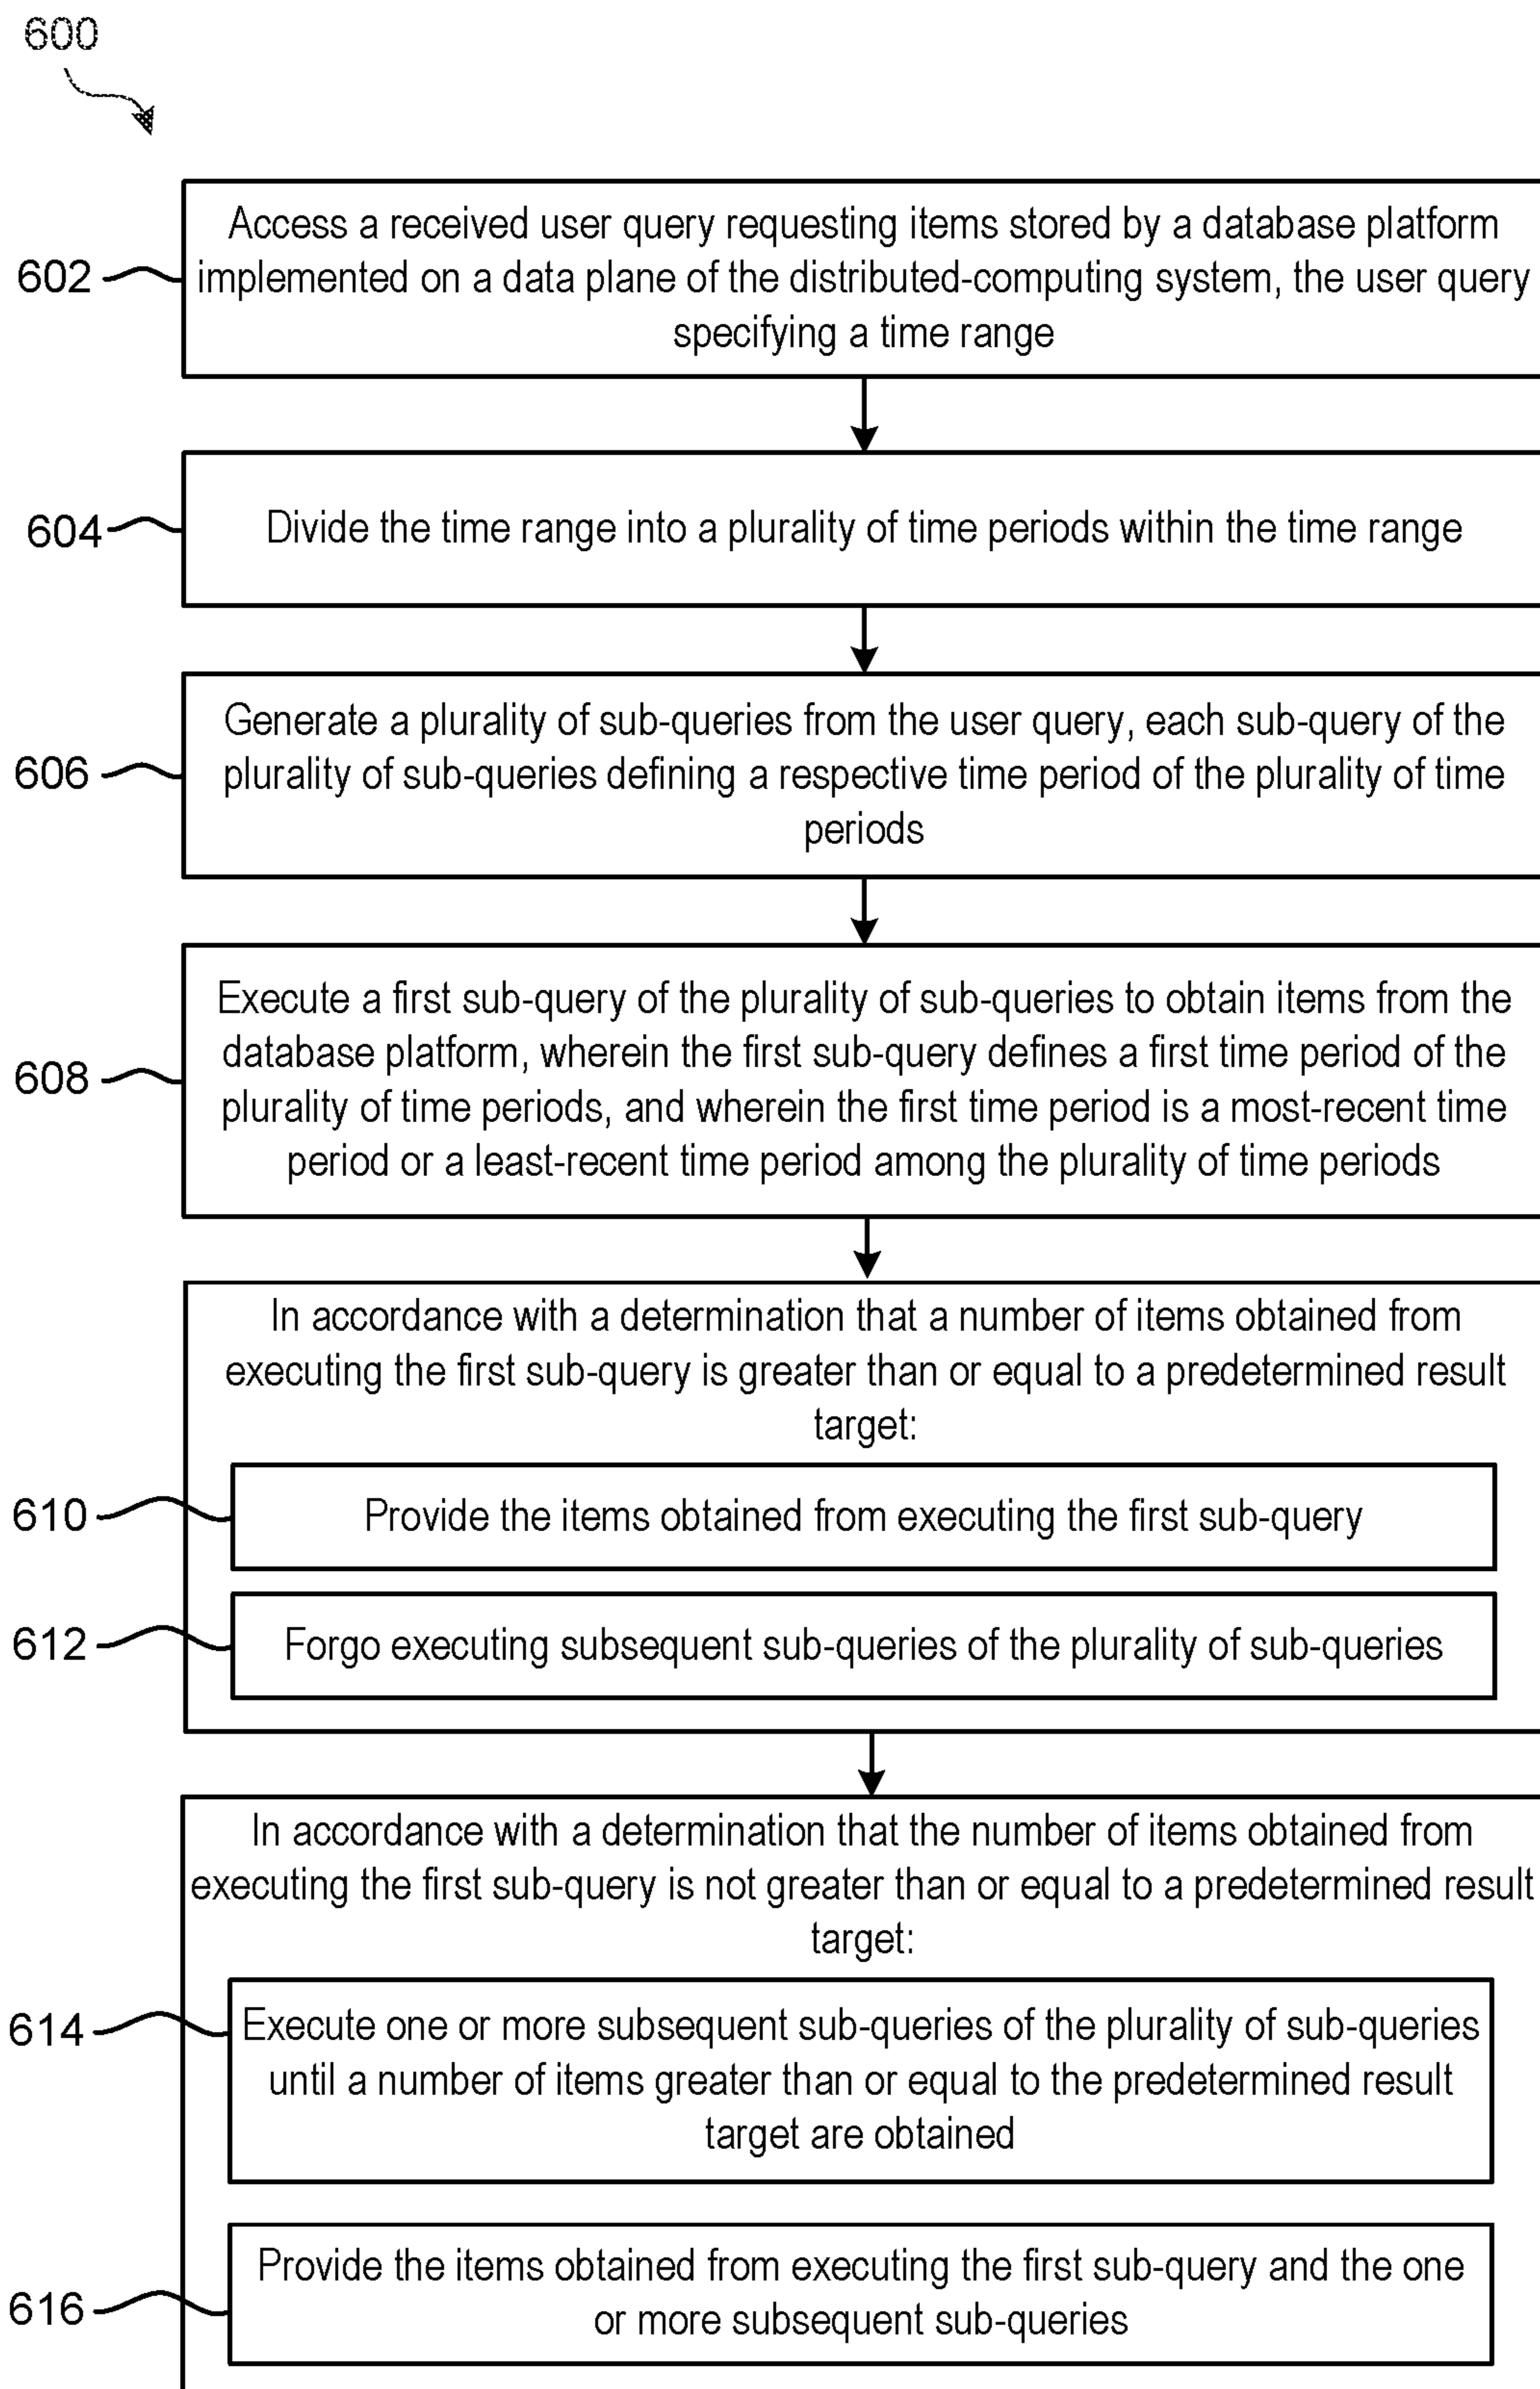 600
Access a received user query requesting items stored by a database platform
602
implemented on a data plane of the distributed-computing system, the user query
specifying a time range
604
Divide the time range into a plurality of time periods within the time range
Generate a plurality of sub-queries from the user query, each sub-query of the
606
plurality of sub-queries defining a respective time period of the plurality of time
periods
Execute a first sub-query of the plurality of sub-queries to obtain items from the
database platform, wherein the first sub-query defines a first time period of the
608
plurality of time periods, and wherein the first time period is a most-recent time
period or a least-recent time period among the plurality of time periods
In accordance with a determination that a number of items obtained from
executing the first sub-query is greater than or equal to a predetermined result
target:
610
Provide the items obtained from executing the first sub-query
612
Forgo executing subsequent sub-queries of the plurality of sub-queries
In accordance with a determination that the number of items obtained from
executing the first sub-query is not greater than or equal to a predetermined result
target:
614
Execute one or more subsequent sub-queries of the plurality of sub-queries
until a number of items greater than or equal to the predetermined result
target are obtained
Provide the items obtained from executing the first sub-query and the one
616
or more subsequent sub-queries